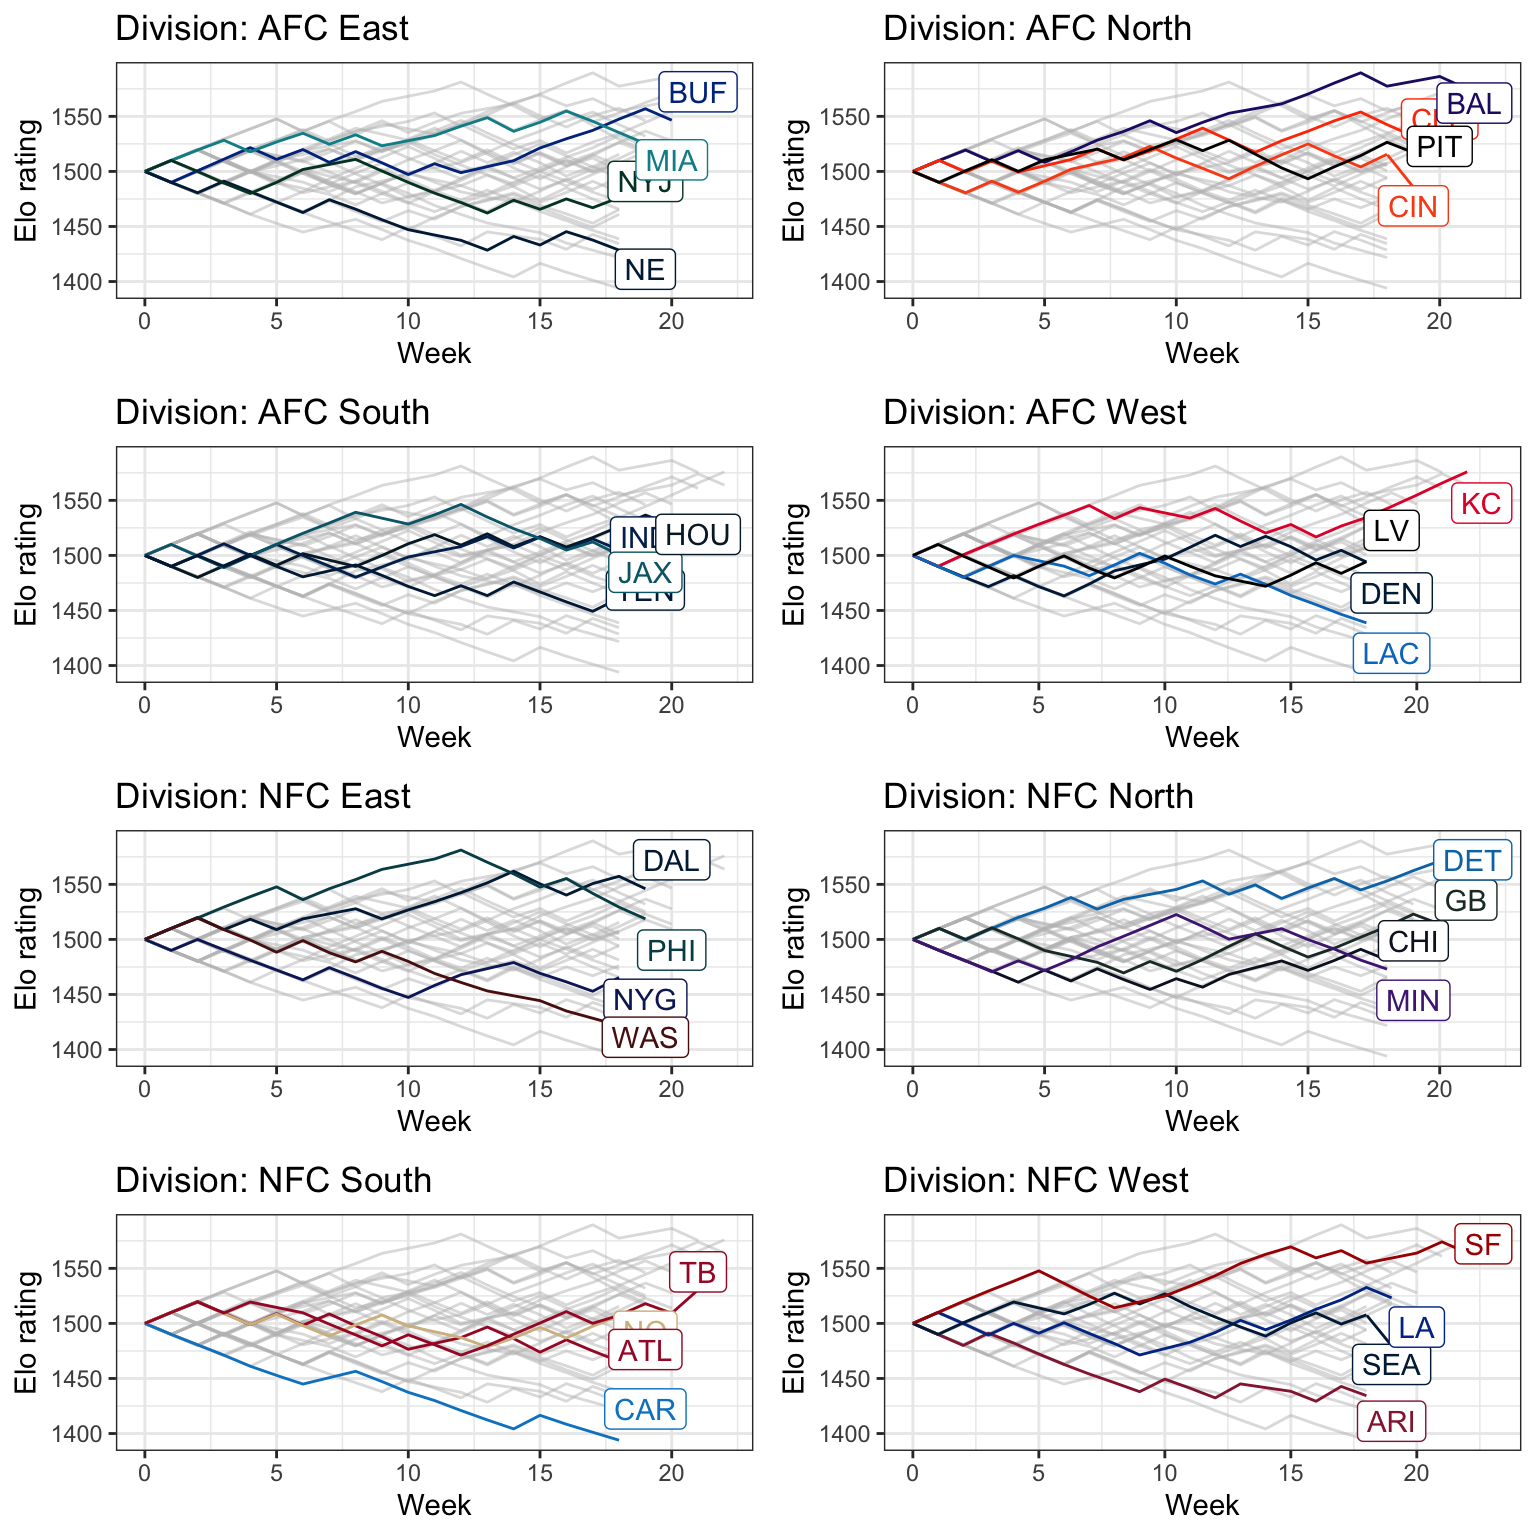 Division: AFC East
Elo rating
1550
1500
1450
1400
BUF
MIA
NYJ
NE
0 5 10 15 20
Week
Division: AFC North
Elo rating
1550
1500
1450
1400
BAL
PIT
CIN
0 5 10 15 20
Week
Division: AFC South
Elo rating
1550
1500
1450
1400
HOU
JAX
0 5 10 15 20
Week
Division: AFC West
Elo rating
1550
1500
1450
1400
KC
LV
DEN
LAC
0 5 10 15 20
Week
Division: NFC East
Elo rating
1550
1500
1450
1400
DAL
PHI
NYG
WAS
0 5 10 15 20
Week
Division: NFC North
Elo rating
1550
1500
1450
1400
DET
GB
CHI
MIN
0 5 10 15 20
Week
Division: NFC South
Elo rating
1550
1500
1450
1400
TB
NO
ATL
CAR
0 5 10 15 20
Week
Division: NFC West
Elo rating
1550
1500
1450
1400
SF
LA
SEA
ARI
0 5 10 15 20
Week